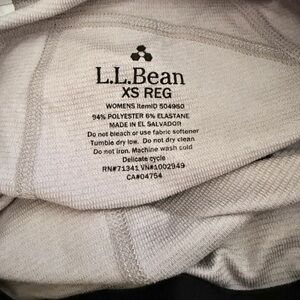 L.L.Bean
XS REG
WOMENS ItemID 504960
94% POLYESTER 6% ELASTANE
MADE IN EL SALVADOR
Do not bleach or use fabric softener
Tumble dry low. Do not dry clean
Do not iron. Machine wash cold
Delicate cycle
RN#71341 VN#1002949
CA#04754